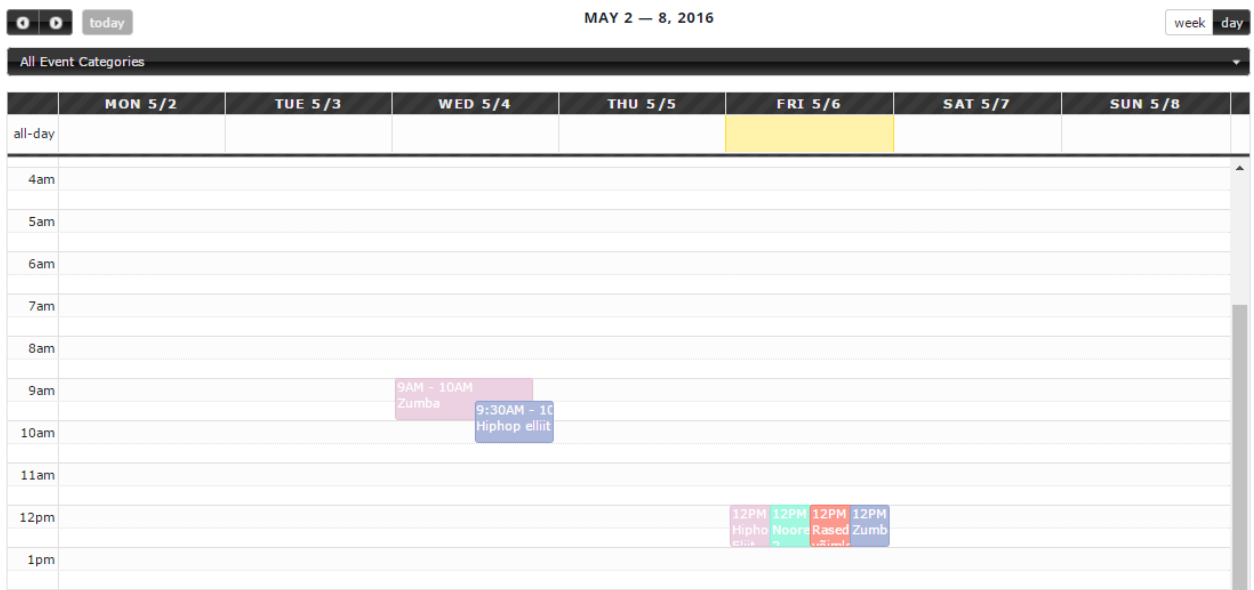 today
MAY 2 — 8, 2016
week day
All Event Categories
MON 5/2 TUE 5/3 WED 5/4 THU 5/5 FRI 5/6 SAT 5/7 SUN 5/8
all-day
4am
5am
6am
7am
8am
9am
9AM - 10AM
Zumba
9:30AM - 10
Hiphop elliit
10am
11am
12pm
12PM 12PM 12PM 12PM
Hipho Noore Rased Zumb
Eliit 2 võimle
1pm